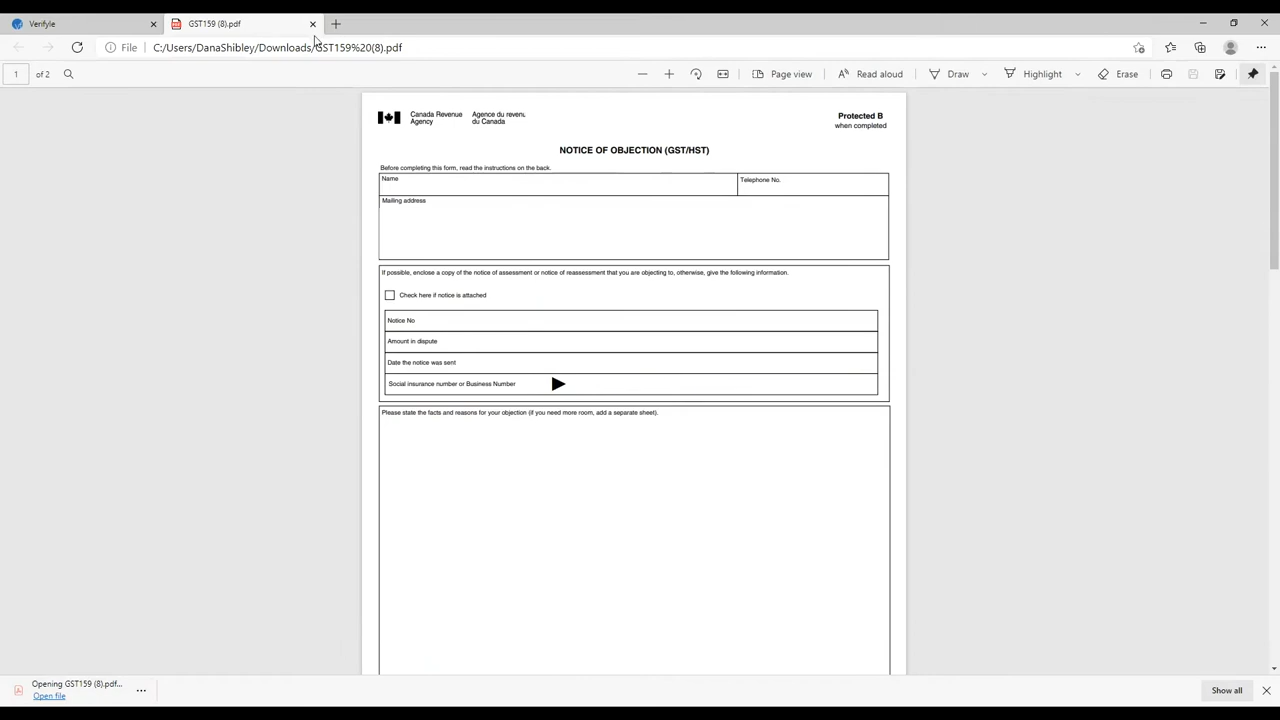 Verifyle
GST159 (8).pdf
File C:/Users/DanaShibley/Downloads/GST159%20(8).pdf
1 of 2
Page view
Read aloud
Draw
Highlight
Erase
Canada Revenue
Agency
Agence du revenu
du Canada
Protected B
when completed
NOTICE OF OBJECTION (GST/HST)
Before completing this form, read the instructions on the back.
Name
Telephone No.
Mailing address
If possible, enclose a copy of the notice of assessment or notice of reassessment that you are objecting to, otherwise, give the following information.
Check here if notice is attached
Notice No
Amount in dispute
Date the notice was sent
Social insurance number or Business Number
Please state the facts and reasons for your objection (if you need more room, add a separate sheet).
Opening GST159 (8).pdf...
Open file
Show all